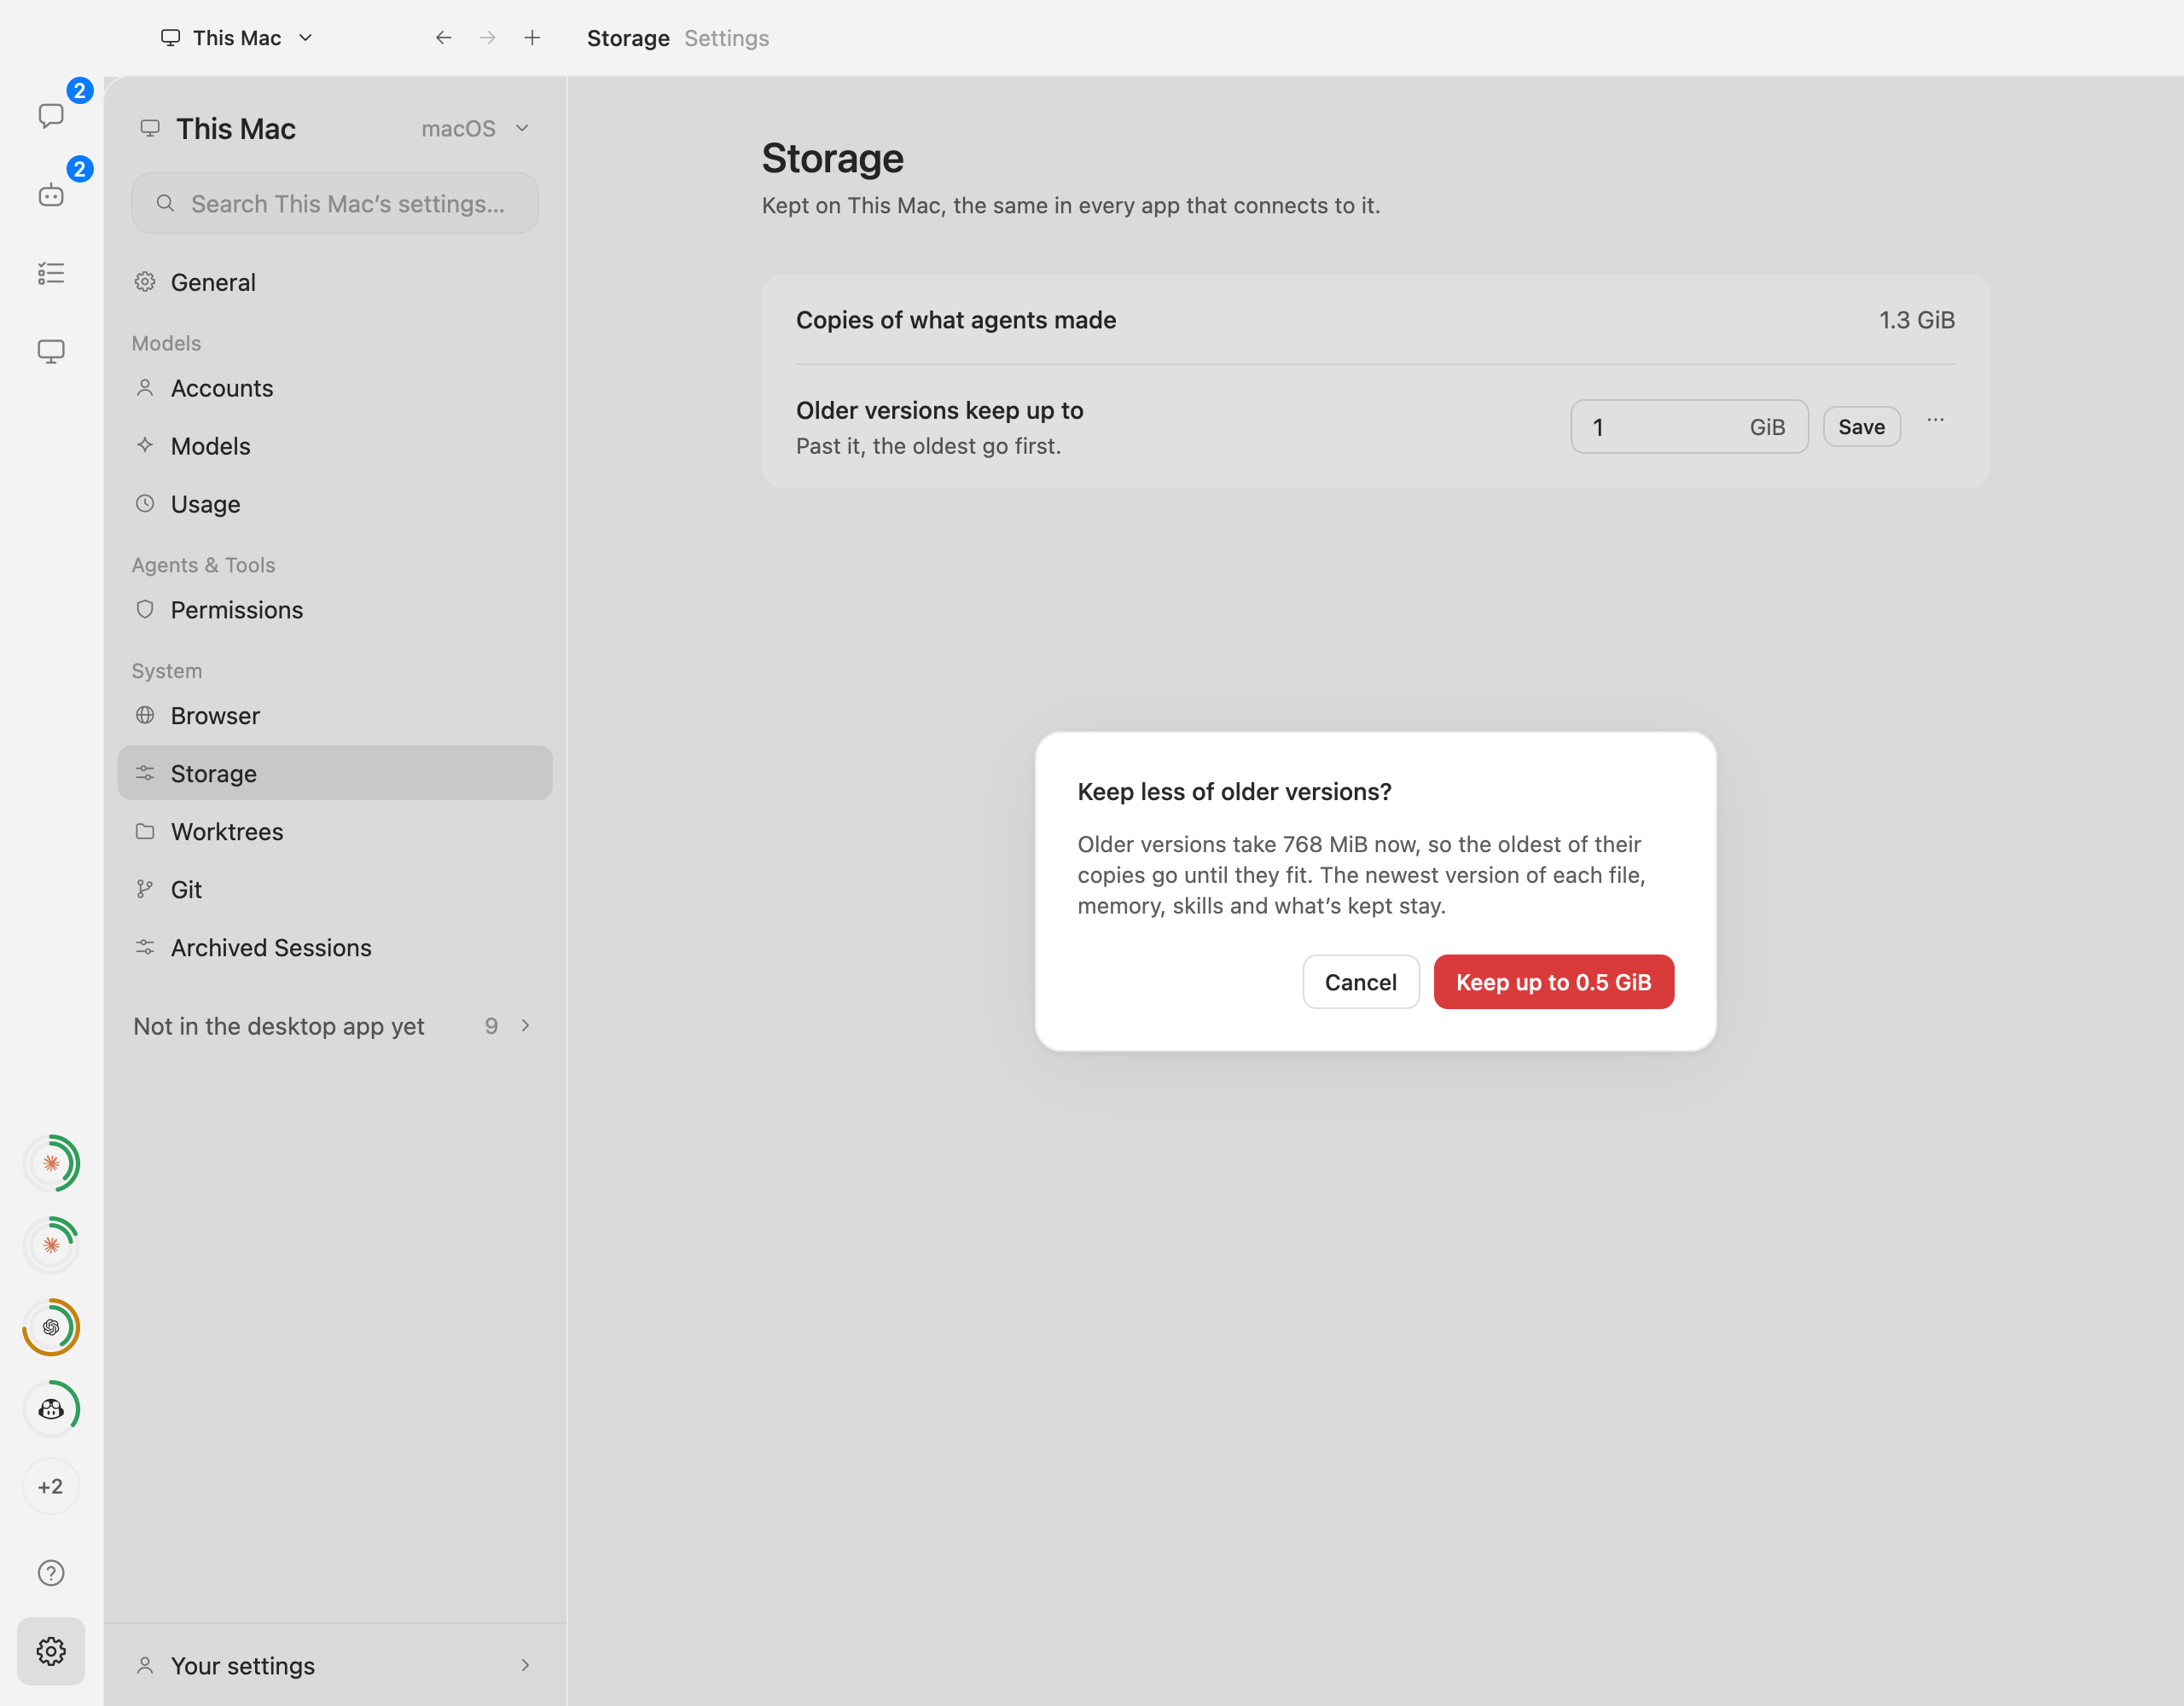 This Mac
Storage Settings
2
2
This Mac
macOS
Search This Mac’s settings...
General
Models
Accounts
Models
Usage
Agents & Tools
Permissions
System
Browser
Storage
Worktrees
Git
Archived Sessions
Not in the desktop app yet
9
+2
Your settings
Storage
Kept on This Mac, the same in every app that connects to it.
Copies of what agents made
1.3 GiB
Older versions keep up to
Past it, the oldest go first.
1
GiB
Save
Keep less of older versions?
Older versions take 768 MiB now, so the oldest of their
copies go until they fit. The newest version of each file,
memory, skills and what’s kept stay.
Cancel
Keep up to 0.5 GiB